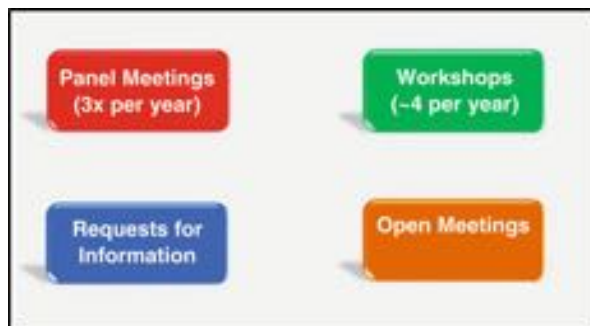 Panel Meetings
(3x per year)
Workshops
(~4 per year)
Requests for
Information
Open Meetings